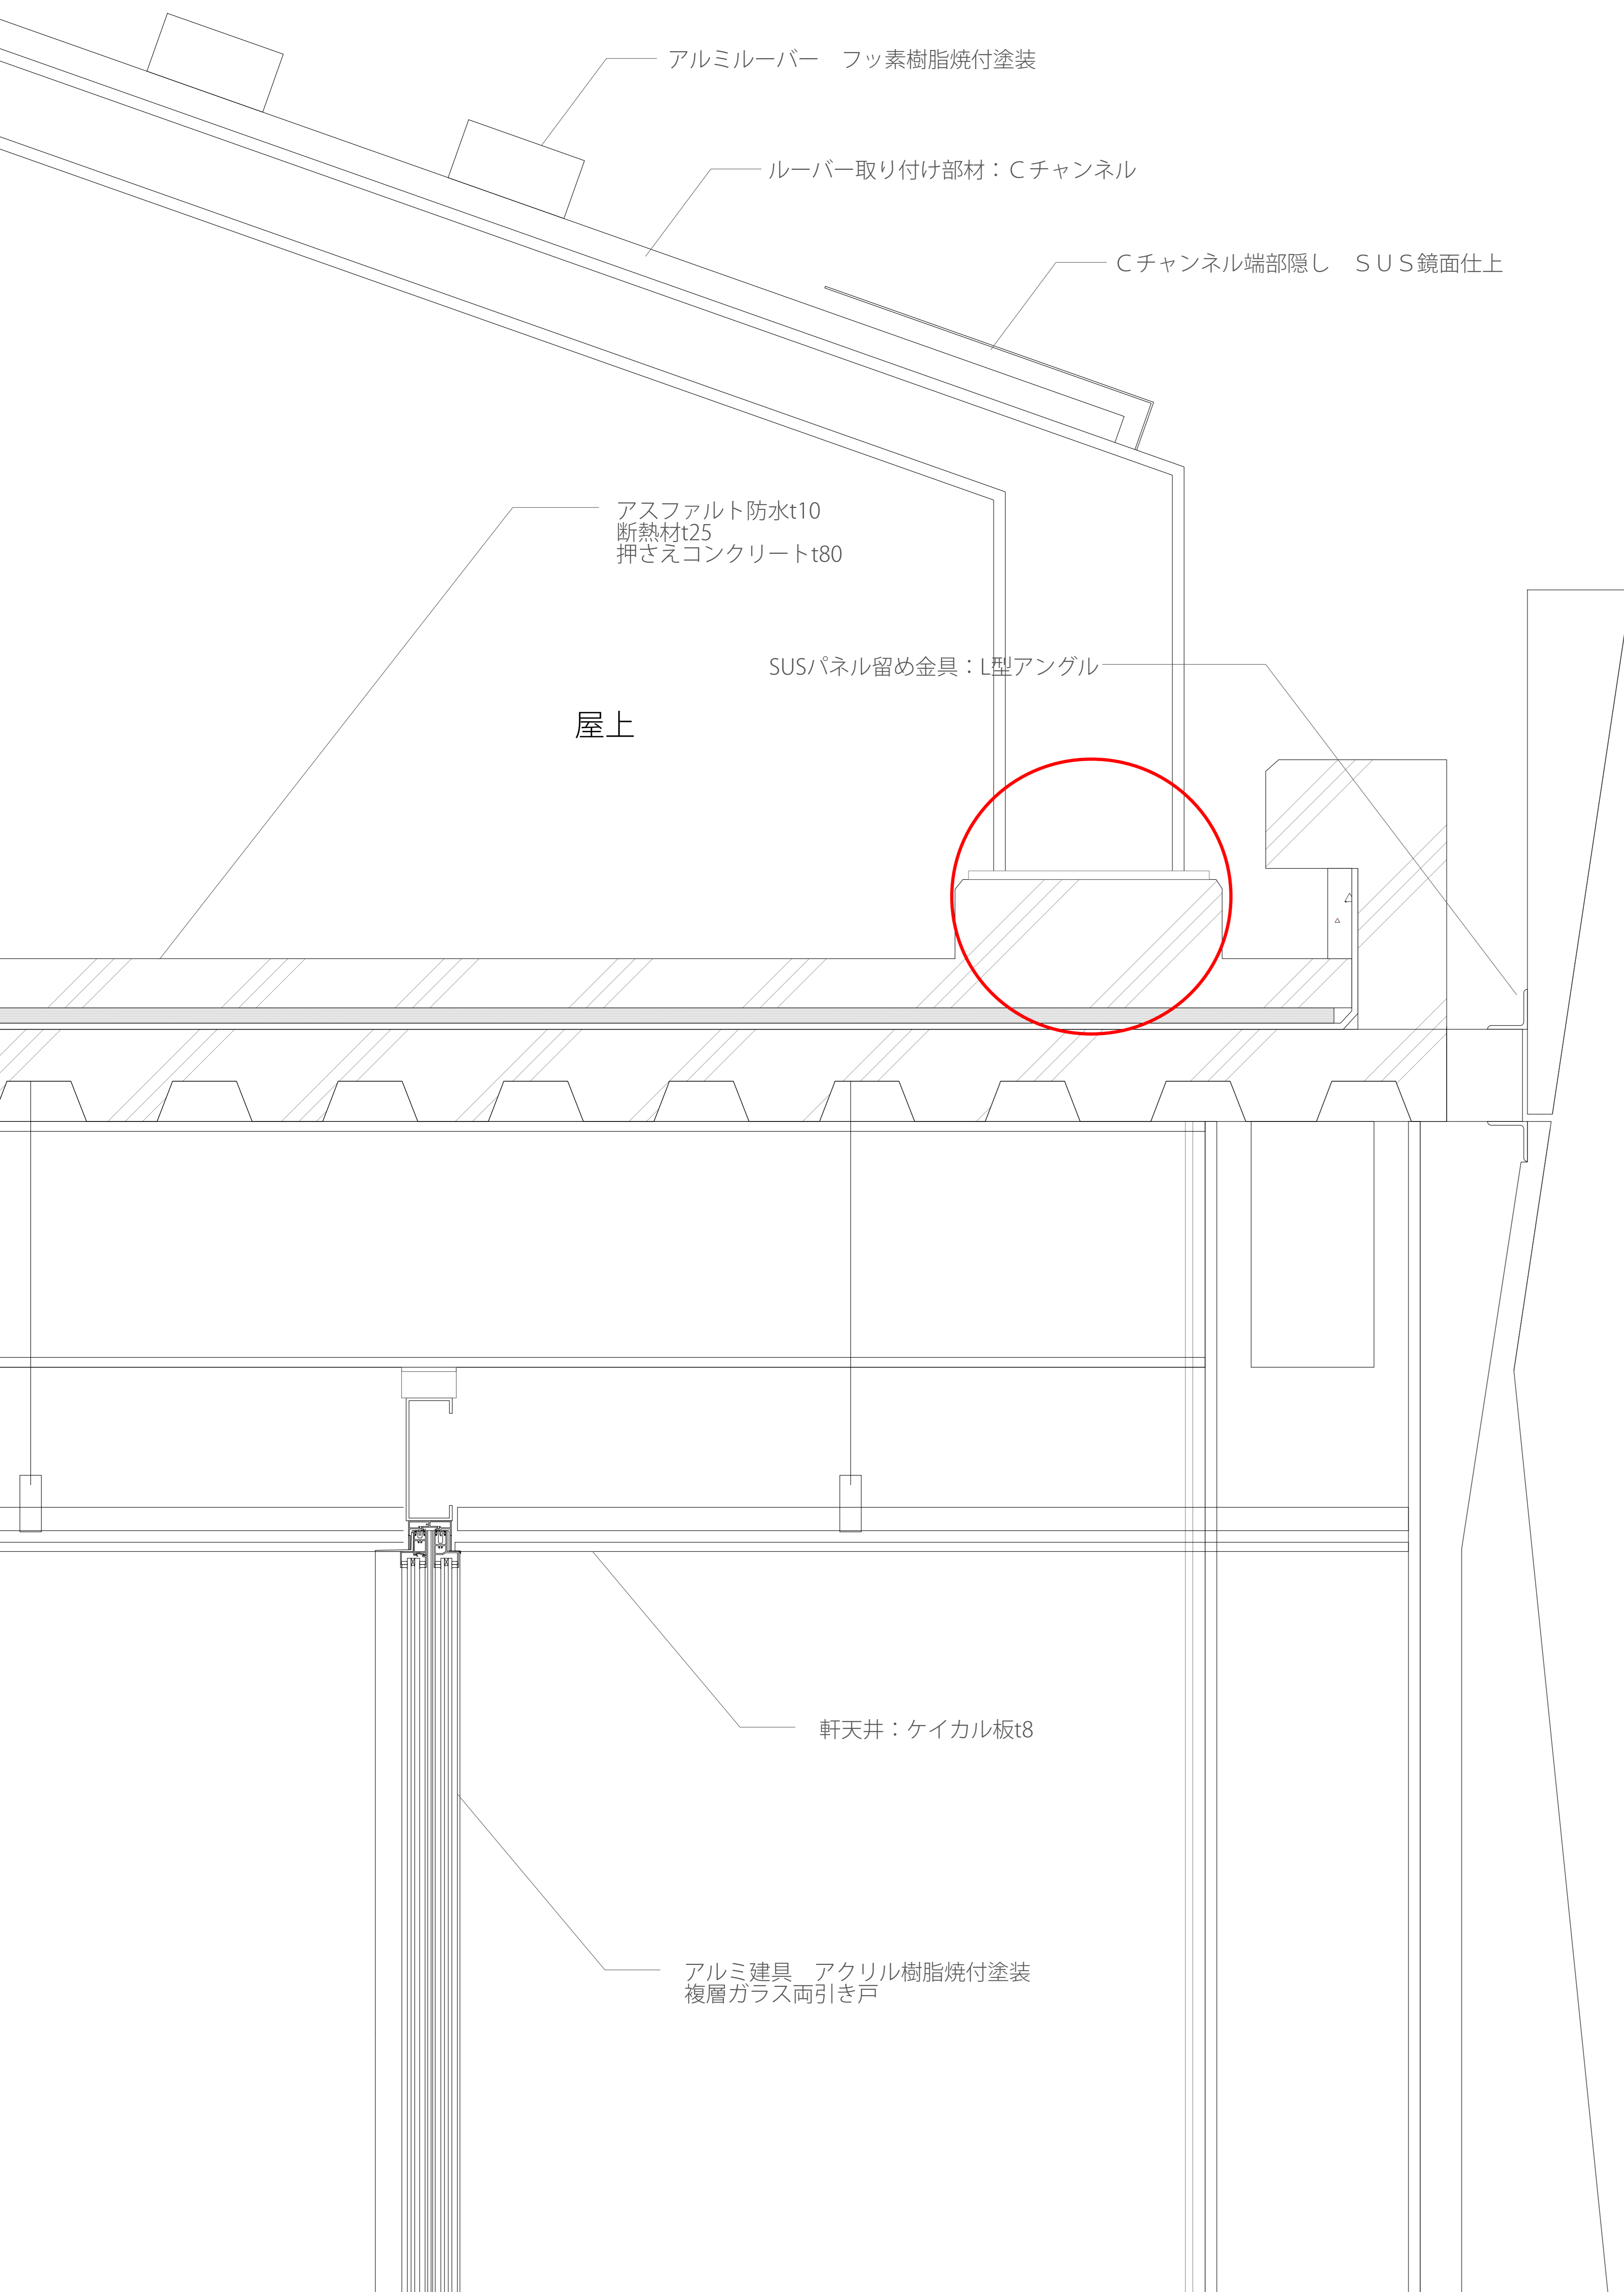 アルミルーバー　フッ素樹脂焼付塗装
ルーバー取り付け部材：Ｃチャンネル
Ｃチャンネル端部隠し　ＳＵＳ鏡面仕上
アスファルト防水t10
断熱材t25
押さえコンクリートt80
SUSパネル留め金具：L型アングル
屋上
軒天井：ケイカル板t8
アルミ建具　アクリル樹脂焼付塗装
複層ガラス両引き戸